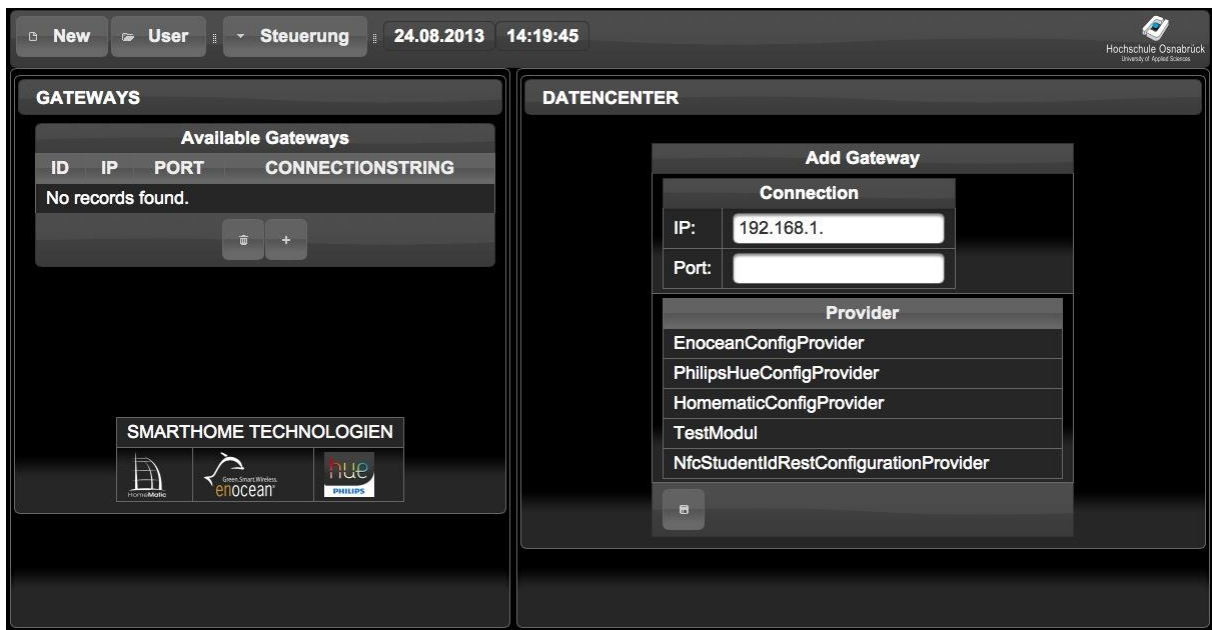 New User Steuerung 24.08.2013 14:19:45
Hochschule Osnabrück
University of Applied Sciences
GATEWAYS
Available Gateways
ID IP PORT CONNECTIONSTRING
No records found.
SMARTHOME TECHNOLOGIEN
HomeMatic
Green.Smart.Wireless.
enocean
hue
PHILIPS
DATENCENTER
Add Gateway
Connection
IP: 192.168.1.
Port:
Provider
EnoceanConfigProvider
PhilipsHueConfigProvider
HomematicConfigProvider
TestModul
NfcStudentIdRestConfigurationProvider